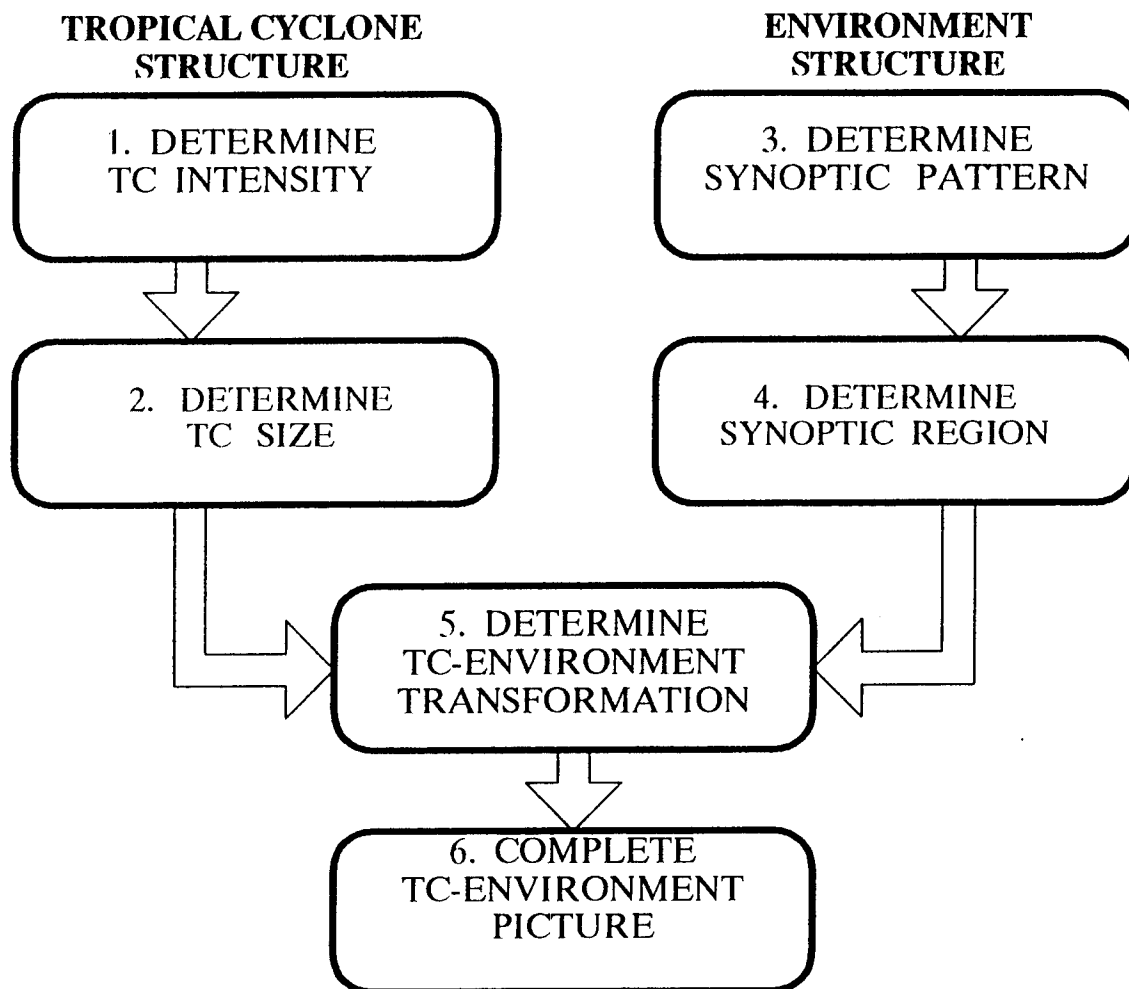 TROPICAL CYCLONE
STRUCTURE
1. DETERMINE
TC INTENSITY
2. DETERMINE
TC SIZE
ENVIRONMENT
STRUCTURE
3. DETERMINE
SYNOPTIC PATTERN
4. DETERMINE
SYNOPTIC REGION
5. DETERMINE
TC-ENVIRONMENT
TRANSFORMATION
6. COMPLETE
TC-ENVIRONMENT
PICTURE